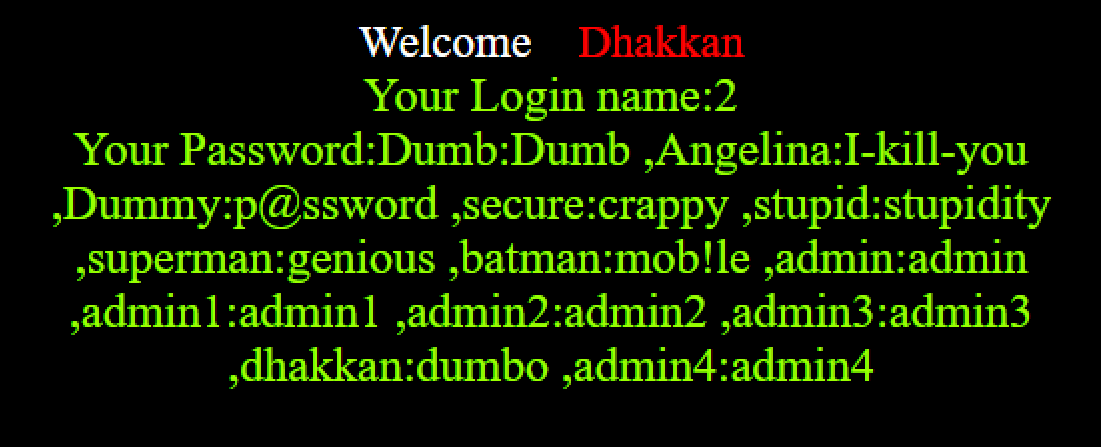 Welcome Dhakkan
Your Login name:2
Your Password:Dumb:Dumb ,Angelina:I-kill-you
,Dummy:p@ssword ,secure:crappy ,stupid:stupidity
,superman:genious ,batman:mob!le ,admin:admin
,admin1:admin1 ,admin2:admin2 ,admin3:admin3
,dhakkan:dumbo ,admin4:admin4